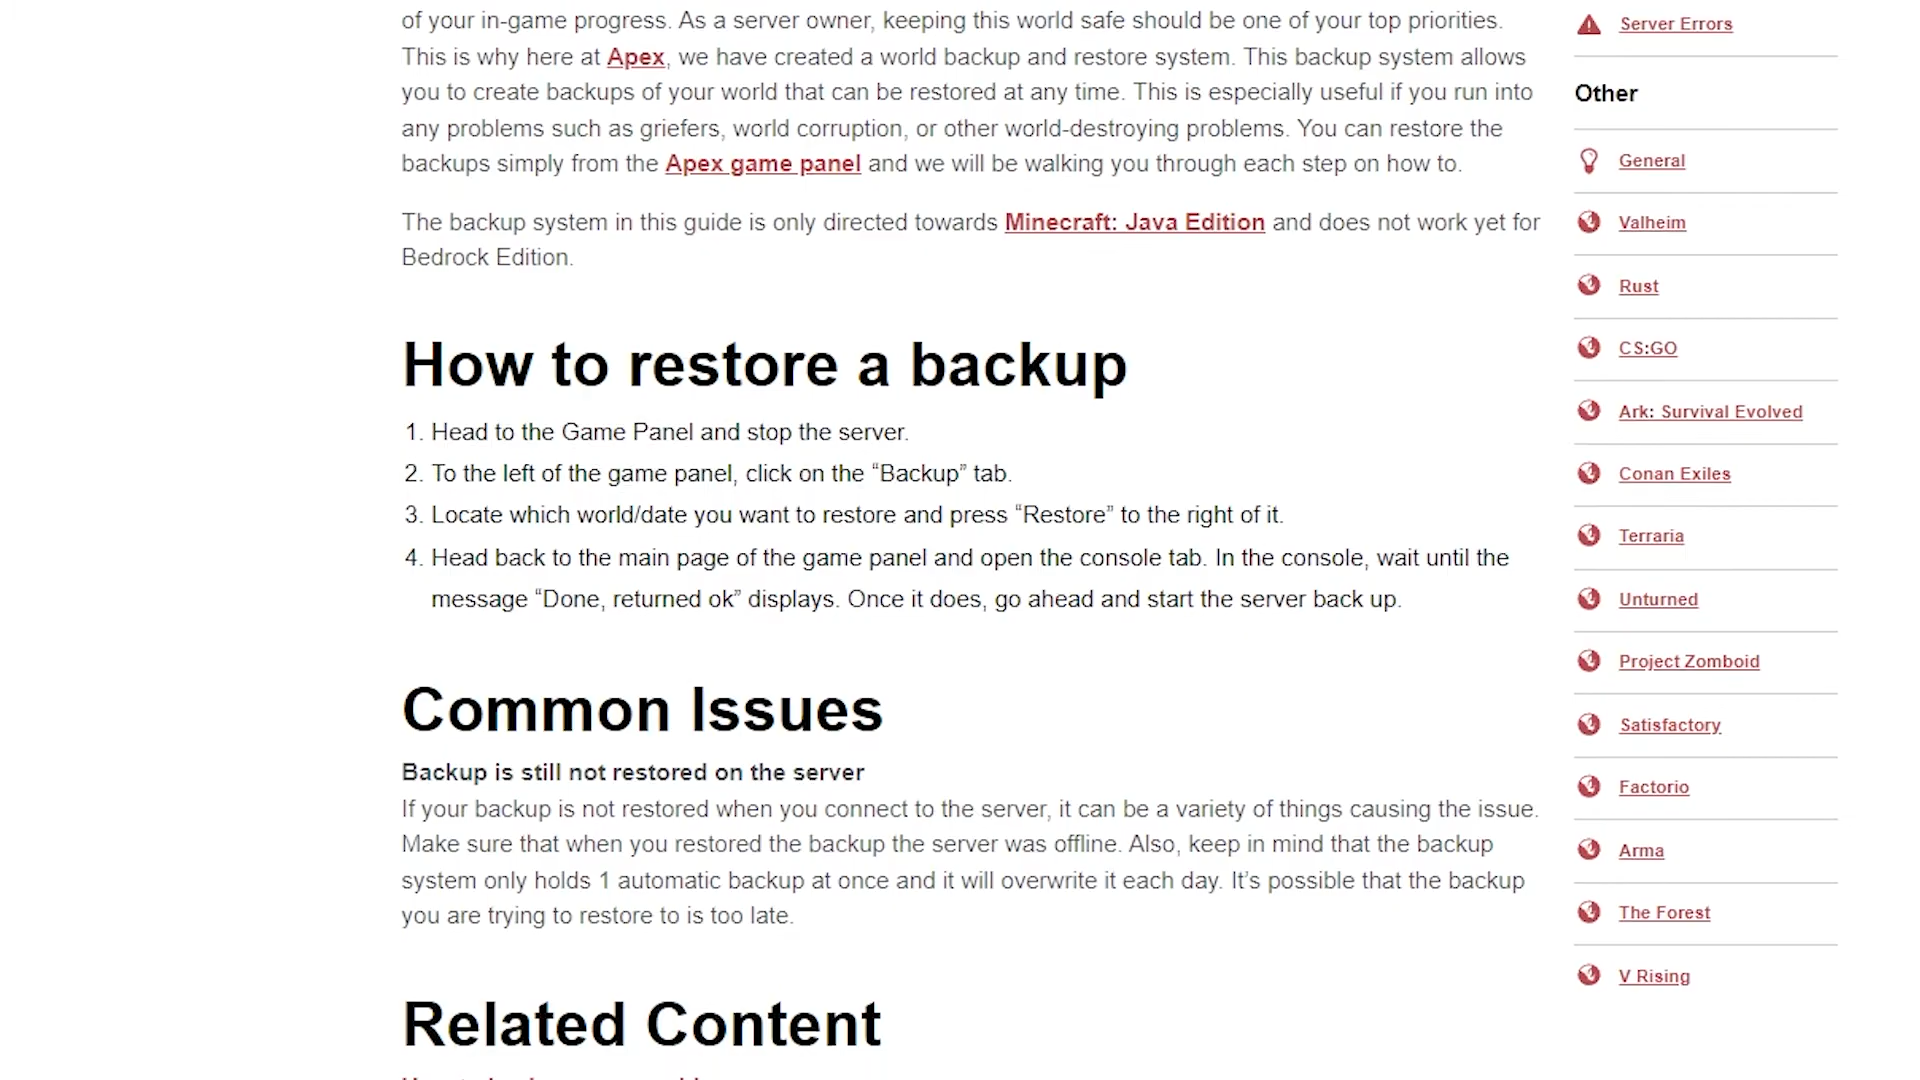 of your in-game progress. As a server owner, keeping this world safe should be one of your top priorities.
This is why here at Apex, we have created a world backup and restore system. This backup system allows
you to create backups of your world that can be restored at any time. This is especially useful if you run into
any problems such as griefers, world corruption, or other world-destroying problems. You can restore the
backups simply from the Apex game panel and we will be walking you through each step on how to.
The backup system in this guide is only directed towards Minecraft: Java Edition and does not work yet for
Bedrock Edition.
How to restore a backup
1. Head to the Game Panel and stop the server.
2. To the left of the game panel, click on the “Backup” tab.
3. Locate which world/date you want to restore and press “Restore” to the right of it.
4. Head back to the main page of the game panel and open the console tab. In the console, wait until the
message “Done, returned ok” displays. Once it does, go ahead and start the server back up.
Common Issues
Backup is still not restored on the server
If your backup is not restored when you connect to the server, it can be a variety of things causing the issue.
Make sure that when you restored the backup the server was offline. Also, keep in mind that the backup
system only holds 1 automatic backup at once and it will overwrite it each day. It’s possible that the backup
you are trying to restore to is too late.
Related Content
Server Errors
Other
General
Valheim
Rust
CS:GO
Ark: Survival Evolved
Conan Exiles
Terraria
Unturned
Project Zomboid
Satisfactory
Factorio
Arma
The Forest
V Rising